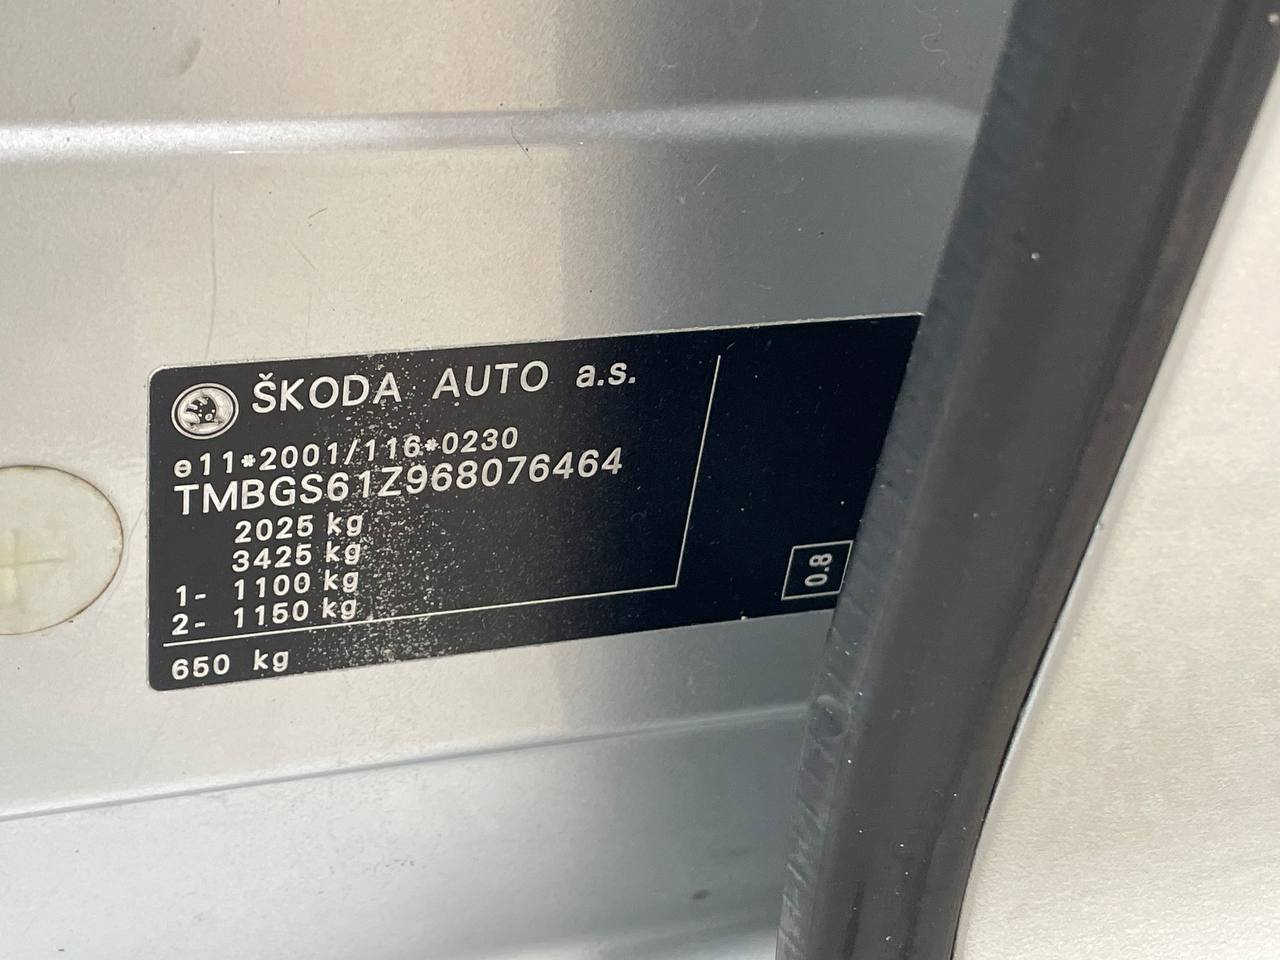 ŠKODA AUTO a.s.
e11*2001/116*0230
TMBGS61Z968076464
2025 kg
3425 kg
1- 1100 kg
2- 1150 kg
650 kg
0.8